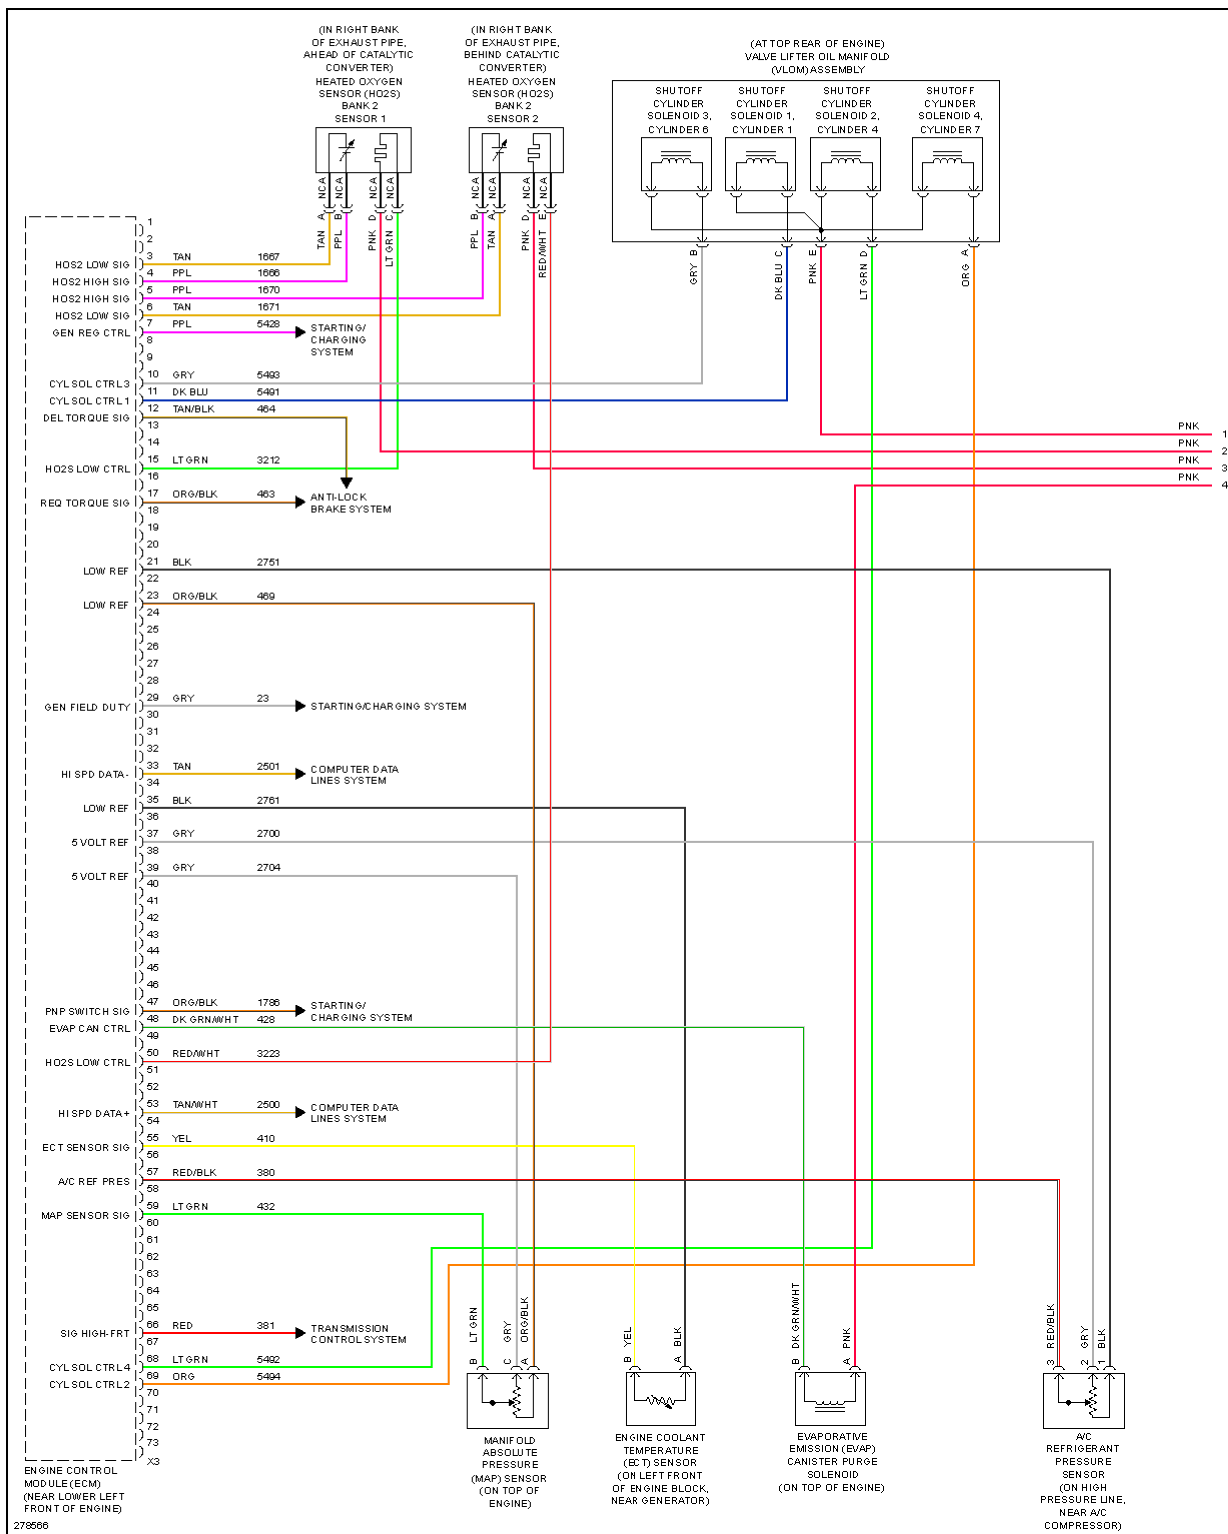 (IN RIGHT BANK
OF EXHAUST PIPE,
AHEAD OF CATALYTIC
CONVERTER)
HEATED OXYGEN
SENSOR (HO2S)
BANK 2
SENSOR 1
(IN RIGHT BANK
OF EXHAUST PIPE,
BEHIND CATALYTIC
CONVERTER)
HEATED OXYGEN
SENSOR (HO2S)
BANK 2
SENSOR 2
(AT TOP REAR OF ENGINE)
VALVE LIFTER OIL MANIFOLD
(VLOM) ASSEMBLY
SHUTOFF
CYLINDER
SOLENOID 3,
CYLINDER 6
SHUTOFF
CYLINDER
SOLENOID 1,
CYLINDER 1
SHUTOFF
CYLINDER
SOLENOID 2,
CYLINDER 4
SHUTOFF
CYLINDER
SOLENOID 4,
CYLINDER 7
TAN A NCA
PPL B NCA
PNK D NCA
LT GRN C NCA
PPL B NCA
TAN A NCA
PNK D NCA
RED/WHT E NCA
GRY B
DK BLU C
PNK E
LT GRN D
ORG A
1
2
HOS2 LOW SIG 3 TAN 1667
HOS2 HIGH SIG 4 PPL 1666
HOS2 HIGH SIG 5 PPL 1670
HOS2 LOW SIG 6 TAN 1671
GEN REG CTRL 7 PPL 5428 STARTING/
CHARGING
SYSTEM
8
9
CYL SOL CTRL3 10 GRY 5493
CYL SOL CTRL1 11 DK BLU 5491
DEL TORQUE SIG 12 TAN/BLK 464
13
14
HO2S LOW CTRL 15 LT GRN 3212
16
REQ TORQUE SIG 17 ORG/BLK 463 ANTI-LOCK
BRAKE SYSTEM
PNK 1
PNK 2
PNK 3
PNK 4
18
19
20
LOW REF 21 BLK 2751
22
LOW REF 23 ORG/BLK 469
24
25
26
27
28
GEN FIELD DUTY 29 GRY 23 STARTING/CHARGING SYSTEM
30
31
32
HI SPD DATA- 33 TAN 2501 COMPUTER DATA
LINES SYSTEM
34
LOW REF 35 BLK 2761
36
5 VOLT REF 37 GRY 2700
38
5 VOLT REF 39 GRY 2704
40
41
42
43
44
45
46
PNP SWITCH SIG 47 ORG/BLK 1786 STARTING/
CHARGING SYSTEM
EVAP CAN CTRL 48 DK GRN/WHT 428
49
HO2S LOW CTRL 50 RED/WHT 3223
51
52
HI SPD DATA+ 53 TAN/WHT 2500 COMPUTER DATA
LINES SYSTEM
54
ECT SENSOR SIG 55 YEL 410
56
A/C REF PRES 57 RED/BLK 380
58
MAP SENSOR SIG 59 LT GRN 432
60
61
62
63
64
65
SIG HIGH-FRT 66 RED 381 TRANSMISSION
CONTROL SYSTEM
67
CYL SOL CTRL4 68 LT GRN 5492
CYL SOL CTRL2 69 ORG 5494
70
71
72
73
X3
B LT GRN
C GRY
A ORG/BLK
B YEL
A BLK
B DK GRN/WHT
A PNK
3 RED/BLK
2 GRY
1 BLK
ENGINE CONTROL
MODULE (ECM)
(NEAR LOWER LEFT
FRONT OF ENGINE)
MANIFOLD
ABSOLUTE
PRESSURE
(MAP) SENSOR
(ON TOP OF
ENGINE)
ENGINE COOLANT
TEMPERATURE
(ECT) SENSOR
(ON LEFT FRONT
OF ENGINE BLOCK,
NEAR GENERATOR)
EVAPORATIVE
EMISSION (EVAP)
CANISTER PURGE
SOLENOID
(ON TOP OF ENGINE)
A/C
REFRIGERANT
PRESSURE
SENSOR
(ON HIGH
PRESSURE LINE,
NEAR A/C
COMPRESSOR)
278566